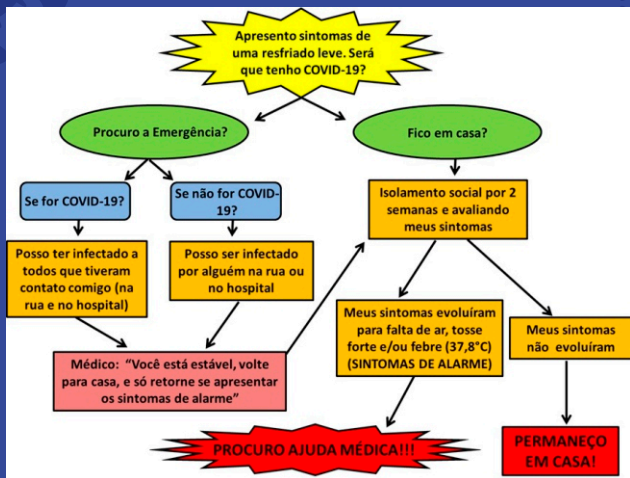 Apresento sintomas de
uma resfriado leve. Será
que tenho COVID-19?
Procuro a Emergência?
Fico em casa?
Se for COVID-19?
Se não for COVID-
19?
Isolamento social por 2
semanas e avaliando
meus sintomas
Posso ter infectado a
todos que tiveram
contato comigo (na
rua e no hospital)
Posso ser infectado
por alguém na rua ou
no hospital
Meus sintomas evoluíram
para falta de ar, tosse
forte e/ou febre (37,8°C)
(SINTOMAS DE ALARME)
Meus sintomas
não evoluíram
Médico: “Você está estável, volte
para casa, e só retorne se apresentar
os sintomas de alarme”
PROCURO AJUDA MÉDICA!!!
PERMANEÇO
EM CASA!